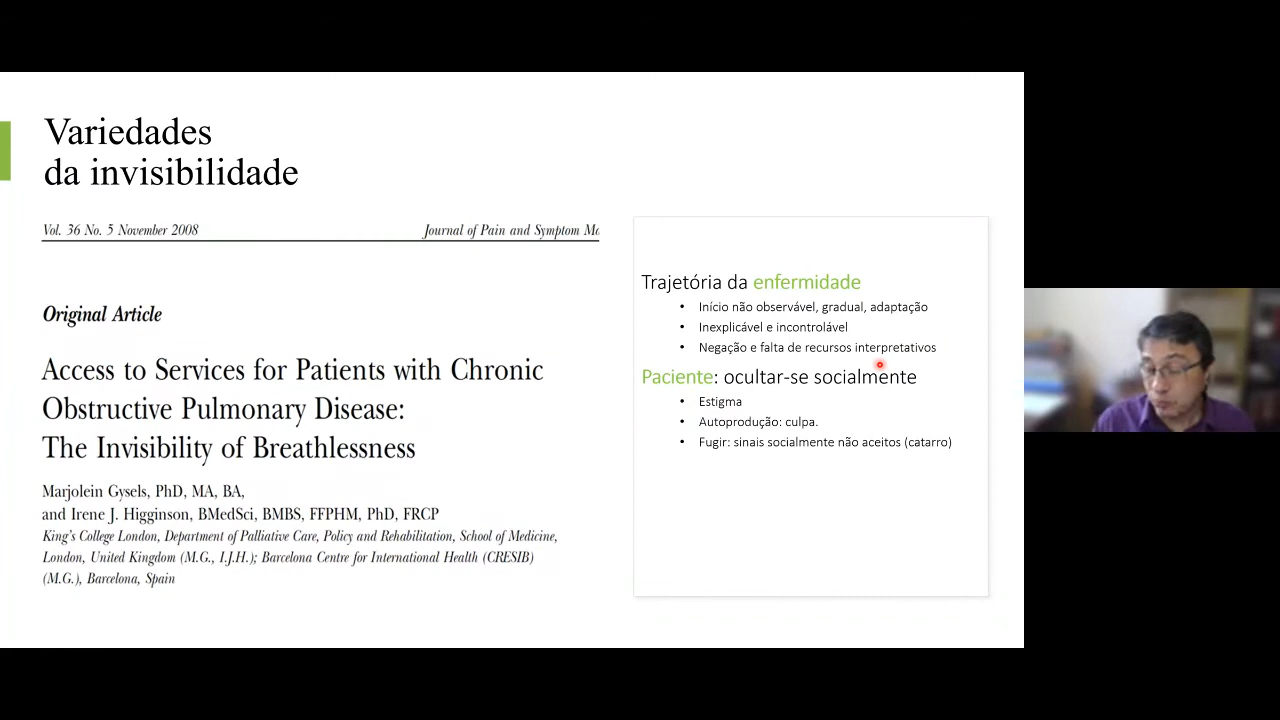 Variedades
da invisibilidade
Vol. 36 No. 5 November 2008
Journal of Pain and Symptom
Original Article
Access to Services for Patients with Chronic
Obstructive Pulmonary Disease:
The Invisibility of Breathlessness
Marjolein Gysels, PhD, MA, BA,
and Irene J. Higginson, BMedSci, BMBS, FFPHM, PhD, FRCP
King's College London, Department of Palliative Care, Policy and Rehabilitation, School of Medicine,
London, United Kingdom (M.G., I.J.H.); Barcelona Centre for International Health (CRESIB)
(M.G.), Barcelona, Spain
Trajetória da enfermidade
• Início não observável, gradual, adaptação
• Inexplicável e incontrolável
• Negação e falta de recursos interpretativos
Paciente: ocultar-se socialmente
• Estigma
• Autoprodução: culpa.
• Fugir: sinais socialmente não aceitos (catarro)